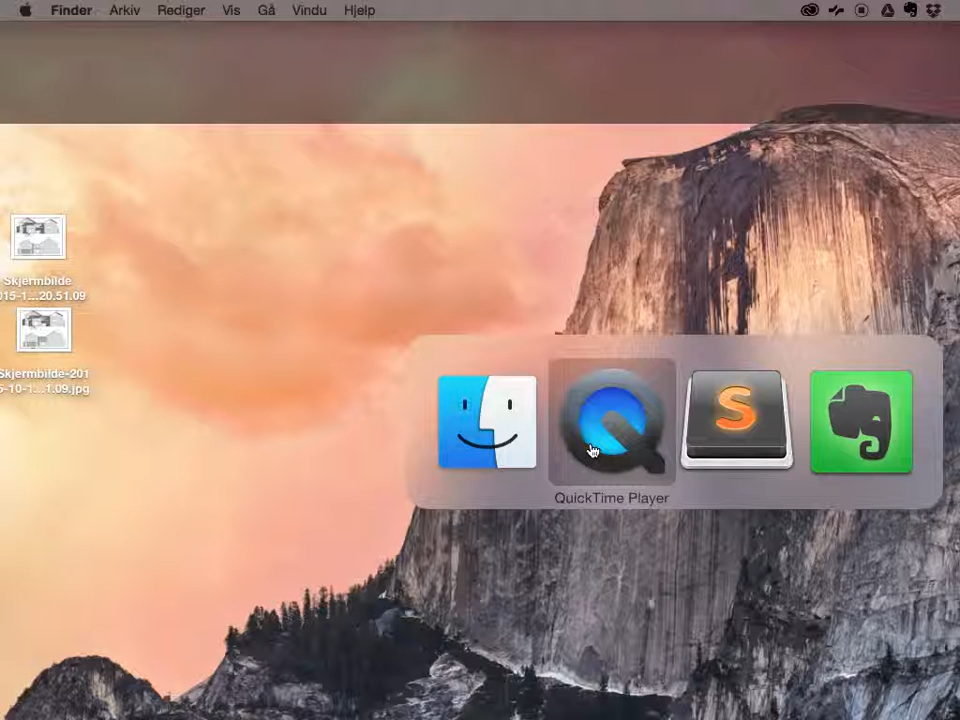 Finder Arkiv Rediger Vis Gå Vindu Hjelp
Skjermbilde
015-1...20.51.09
Skjermbilde-201
5-10-1...1.09.jpg
S
QuickTime Player